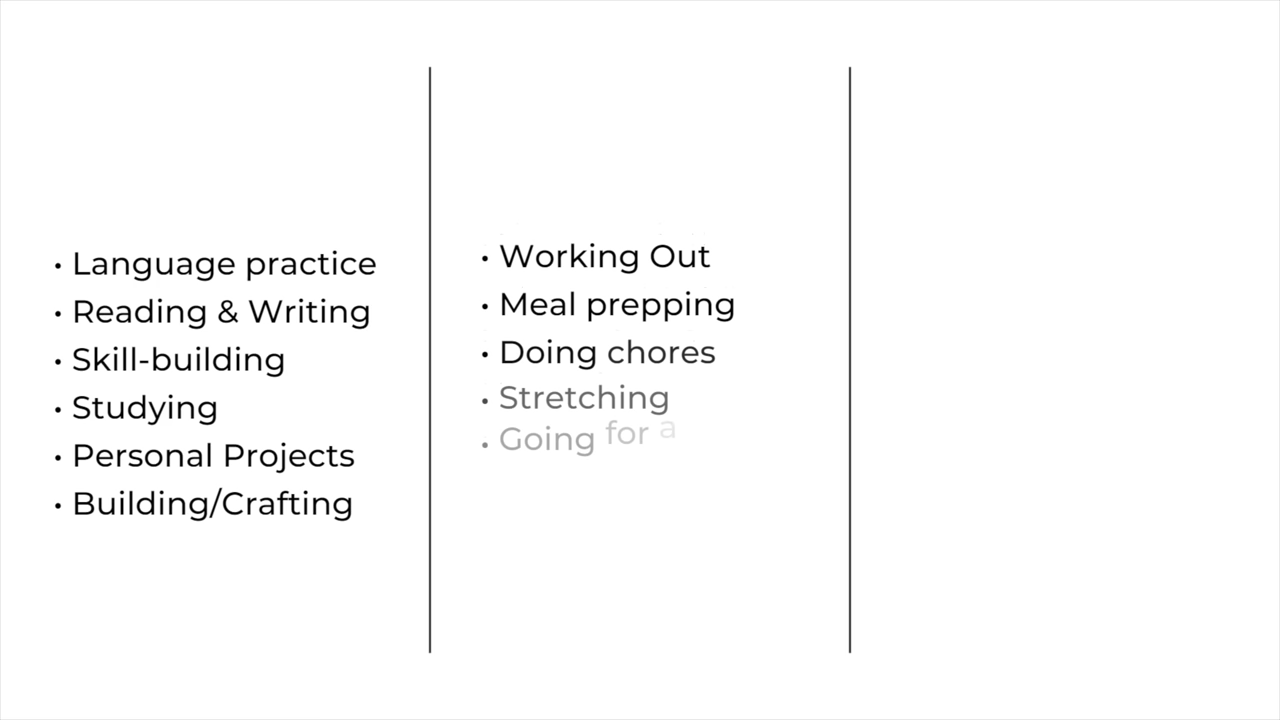 • Language practice
• Reading & Writing
• Skill-building
• Studying
• Personal Projects
• Building/Crafting
• Working Out
• Meal prepping
• Doing chores
• Stretching
• Going for a